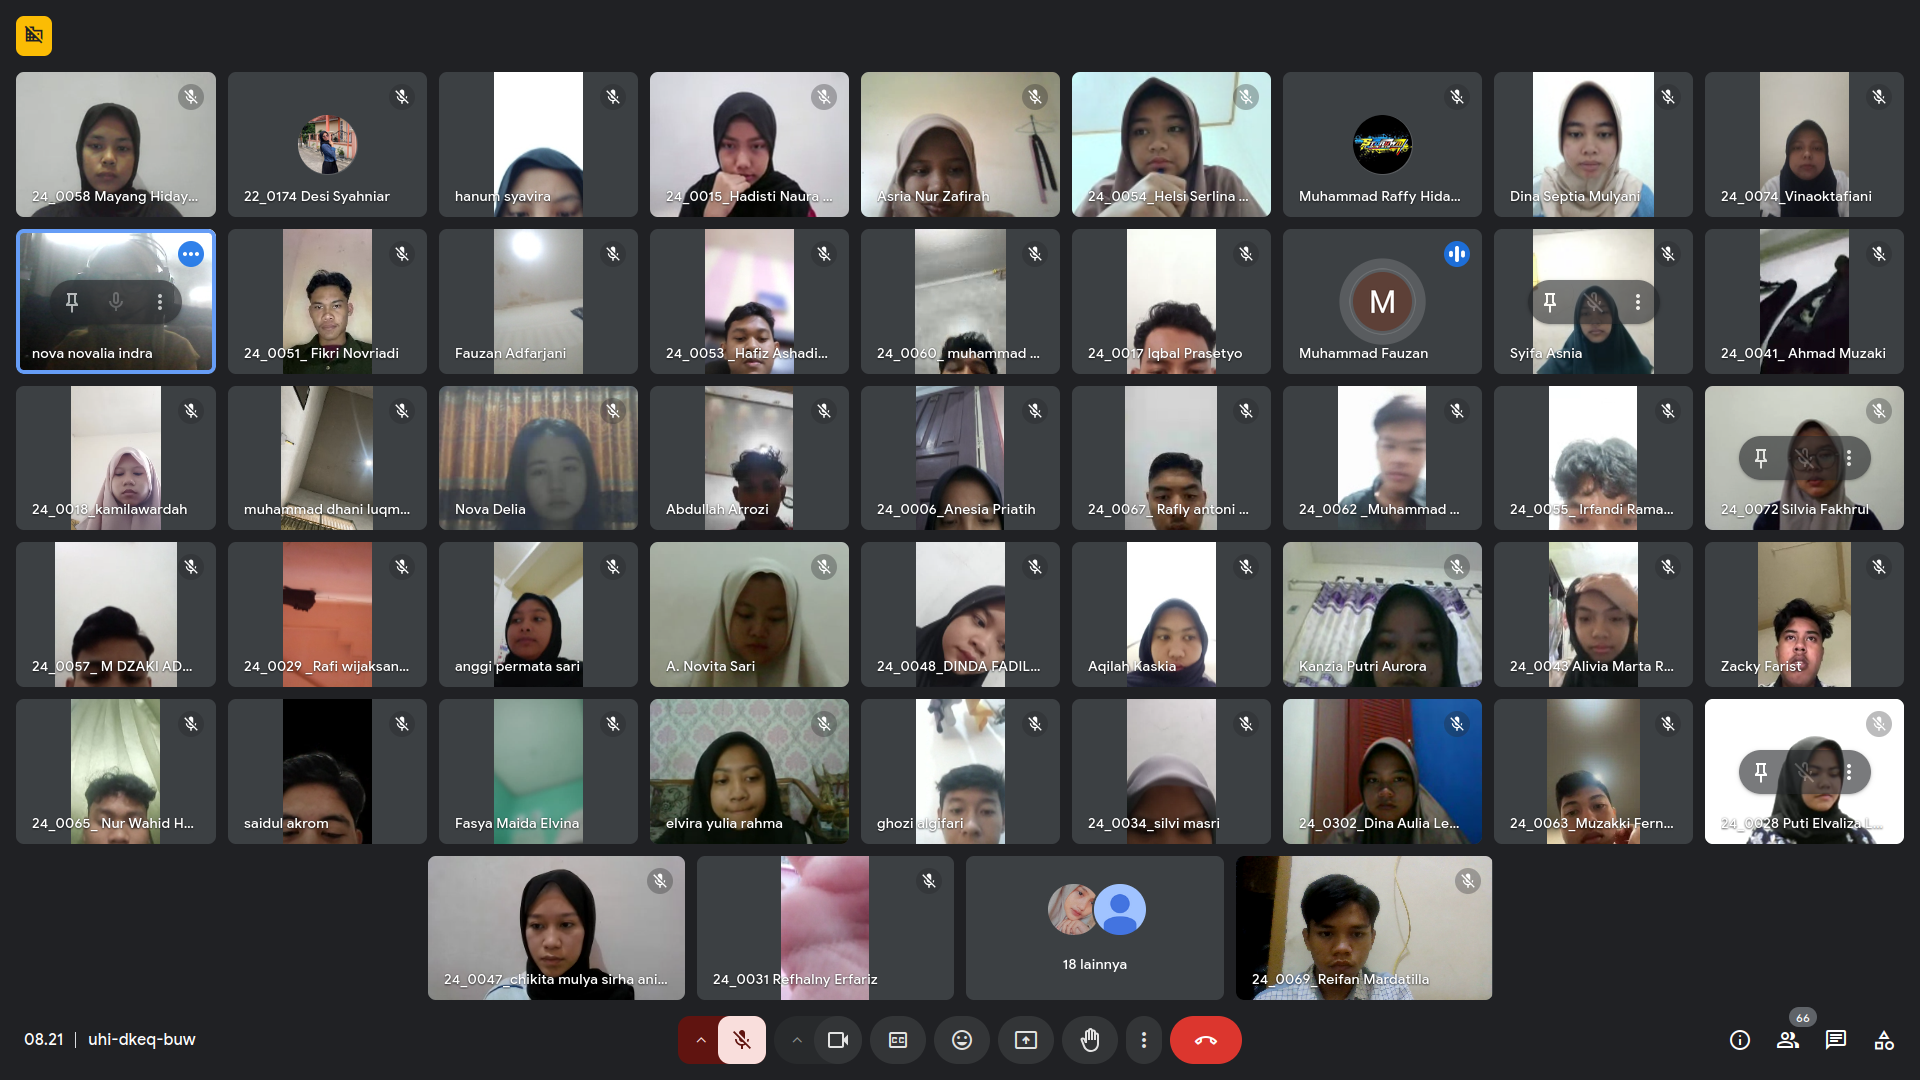 24_0058 Mayang Hiday...
22_0174 Desi Syahniar
hanum syavira
24_0015_Hadisti Naura ...
Asria Nur Zafirah
24_0054_Helsi Serlina ...
Muhammad Raffy Hida...
Dina Septia Mulyani
24_0074_Vinaoktafiani
nova novalia indra
24_0051_ Fikri Novriadi
Fauzan Adfarjani
24_0053 _Hafiz Ashadi...
24_0060_ muhammad ...
24_0017 Iqbal Prasetyo
M
Muhammad Fauzan
Syifa Asnia
24_0041_ Ahmad Muzaki
24_0018_kamilawardah
muhammad dhani luqm...
Nova Delia
Abdullah Arrozi
24_0006_Anesia Priatih
24_0067_ Rafly antoni ...
24_0062 _Muhammad ...
24_0055_ Irfandi Rama...
24_0072 Silvia Fakhrul
24_0057_ M DZAKI AD...
24_0029 _Rafi wijaksan...
anggi permata sari
A. Novita Sari
24_0048_DINDA FADIL...
Aqilah Kaskia
Kanzia Putri Aurora
24_0043 Alivia Marta R...
Zacky Farist
24_0065_ Nur Wahid H...
saidul akrom
Fasya Maida Elvina
elvira yulia rahma
ghozi algifari
24_0034_silvi masri
24_0302_Dina Aulia Le...
24_0063_Muzakki Fern...
24_0028 Puti Elvaliza L...
24_0047_chikita mulya sirha ani...
24_0031 Refhalny Erfariz
18 lainnya
24_0069_Reifan Mardatilla
08.21 | uhi-dkeq-buw
CC
66